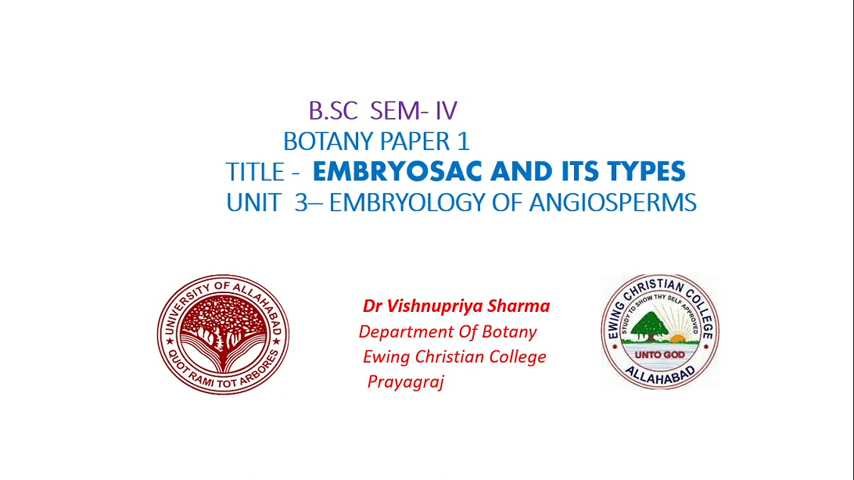 B.SC SEM- IV
BOTANY PAPER 1
TITLE - EMBRYOSAC AND ITS TYPES
UNIT 3– EMBRYOLOGY OF ANGIOSPERMS
UNIVERSITY OF ALLAHABAD
QUOT RAMI TOT ARBORES
Dr Vishnupriya Sharma
Department Of Botany
Ewing Christian College
Prayagraj
EWING CHRISTIAN COLLEGE
STUDY TO SHOW THY SELF APPROVED
UNTO GOD
ALLAHABAD